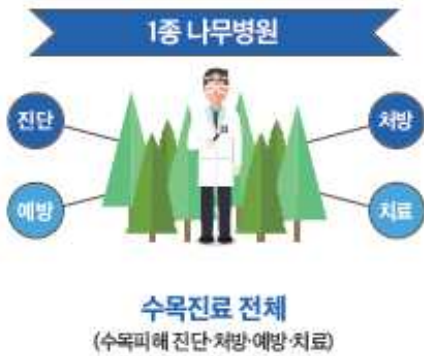 1종 나무병원
진단
처방
예방
치료
수목진료 전체
(수목피해 진단·처방·예방·치료)